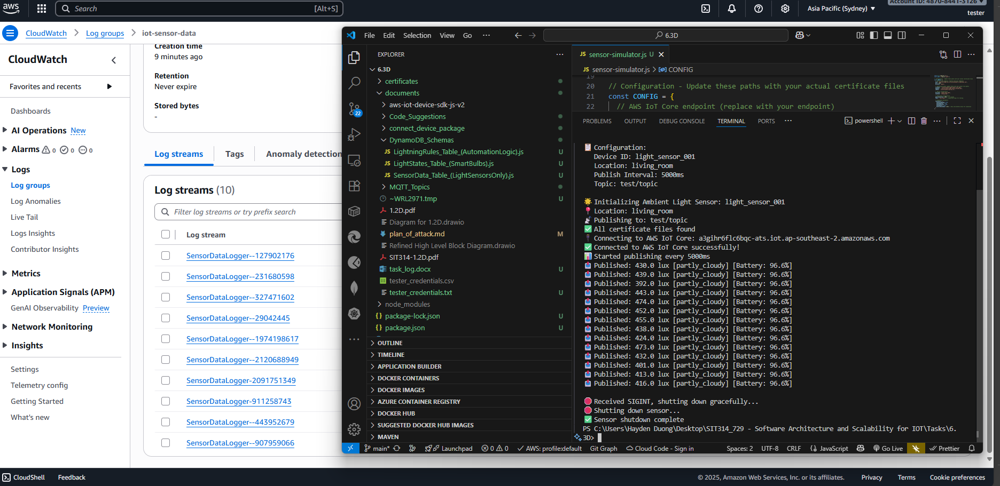 aws
Search
[Alt+S]
Asia Pacific (Sydney)
Account ID: 4870-8441-3126
tester
CloudWatch
Log groups
iot-sensor-data
CloudWatch
Favorites and recents
Dashboards
AI Operations New
Alarms 0 0 0
Logs
Log groups
Log Anomalies
Live Tail
Logs Insights
Contributor Insights
Metrics
Application Signals (APM)
GenAI Observability Preview
Network Monitoring
Insights
Settings
Telemetry config
Getting Started
What's new
Creation time
9 minutes ago
Retention
Never expire
Stored bytes
-
Log streams
Tags
Anomaly detection
Log streams (10)
Filter log streams or try prefix search
Log stream
SensorDataLogger--127902176
SensorDataLogger--231680598
SensorDataLogger--327471602
SensorDataLogger--29042445
SensorDataLogger--1974198617
SensorDataLogger--2120688949
SensorDataLogger-2091751349
SensorDataLogger-911258743
SensorDataLogger--443952679
SensorDataLogger--907959066
File Edit Selection View Go ···
6.3D
22
EXPLORER
6.3D
certificates
documents
aws-iot-device-sdk-js-v2
Code_Suggestions
connect_device_package
DynamoDB_Schemas
JS LightningRules_Table_(AutomationLogic).js U
JS LightStates_Table_(SmartBulbs).js U
JS SensorData_Table_(LightSensorsOnly).js U
MQTT_Topics
~WRL2971.tmp U
1.2D.pdf
Diagram for 1.2D.drawio
plan_of_attack.md M
Refined High Level Block Diagram.drawio
SIT314-1.2D.pdf
task_log.docx U
tester_credentials.csv
tester_credentials.txt U
node_modules
{} package-lock.json U
{} package.json U
OUTLINE
TIMELINE
APPLICATION BUILDER
DOCKER CONTAINERS
DOCKER IMAGES
AZURE CONTAINER REGISTRY
DOCKER HUB
SUGGESTED DOCKER HUB IMAGES
MAVEN
JS sensor-simulator.js U
JS sensor-simulator.js > CONFIG
19
20 // Configuration - Update these paths with your actual certificate files
21 const CONFIG = {
22 // AWS IoT Core endpoint (replace with your endpoint)
PROBLEMS OUTPUT DEBUG CONSOLE TERMINAL PORTS ···
powershell
Configuration:
Device ID: light_sensor_001
Location: living_room
Publish Interval: 5000ms
Topic: test/topic
Initializing Ambient Light Sensor: light_sensor_001
Location: living_room
Publishing to: test/topic
All certificate files found
Connecting to AWS IoT Core: a3gihr6flc6bqc-ats.iot.ap-southeast-2.amazonaws.com
Connected to AWS IoT Core successfully!
Started publishing every 5000ms
Published: 430.0 lux [partly_cloudy] [Battery: 96.6%]
Published: 439.0 lux [partly_cloudy] [Battery: 96.6%]
Published: 392.0 lux [partly_cloudy] [Battery: 96.6%]
Published: 443.0 lux [partly_cloudy] [Battery: 96.6%]
Published: 474.0 lux [partly_cloudy] [Battery: 96.6%]
Published: 452.0 lux [partly_cloudy] [Battery: 96.6%]
Published: 455.0 lux [partly_cloudy] [Battery: 96.6%]
Published: 438.0 lux [partly_cloudy] [Battery: 96.6%]
Published: 424.0 lux [partly_cloudy] [Battery: 96.6%]
Published: 473.0 lux [partly_cloudy] [Battery: 96.6%]
Published: 432.0 lux [partly_cloudy] [Battery: 96.6%]
Published: 401.0 lux [partly_cloudy] [Battery: 96.6%]
Published: 413.0 lux [partly_cloudy] [Battery: 96.6%]
Published: 416.0 lux [partly_cloudy] [Battery: 96.6%]
Received SIGINT, shutting down gracefully...
Shutting down sensor...
Sensor shutdown complete
PS C:\Users\Hayden Duong\Desktop\SIT314_729 - Software Architecture and Scalability for IOT\Tasks\6.
3D>
main* Launchpad 0 0 AWS: profile:default Git Graph Cloud Code - Sign in Spaces: 2 UTF-8 CRLF {} JavaScript Go Live Prettier
CloudShell Feedback © 2025, Amazon Web Services, Inc. or its affiliates. Privacy Terms Cookie preferences